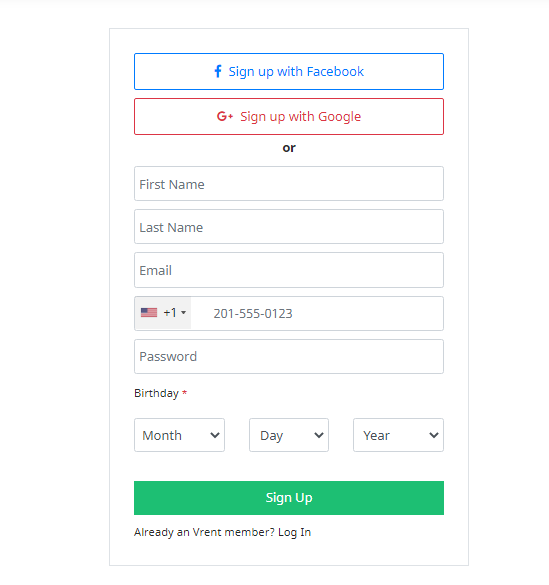 Sign up with Facebook
G+ Sign up with Google
or
First Name
Last Name
Email
+1 201-555-0123
Password
Birthday *
Month Day Year
Sign Up
Already an Vrent member? Log In